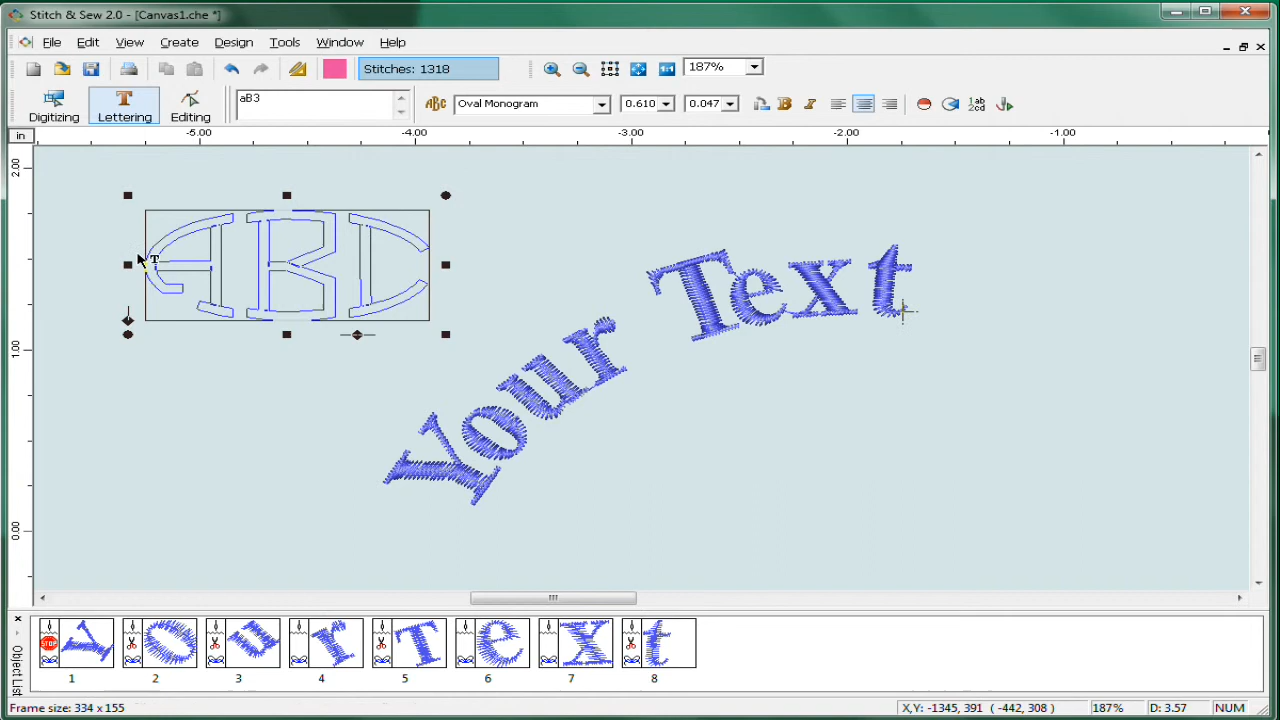 Stitch & Sew 2.0 - [Canvas1.che *]
File Edit View Create Design Tools Window Help
Stitches: 1318 187%
Digitizing Lettering Editing aB3 ABC Oval Monogram 0.610 0.047 B I
in -5.00 -4.00 -3.00 -2.00 -1.00
2.00
1.00
0.00
Your Text
STOP Y o u r T e x t
1 2 3 4 5 6 7 8
Object List
Frame size: 334 x 155 X,Y: -1345, 391 ( -442, 308 ) 187% D: 3.57 NUM